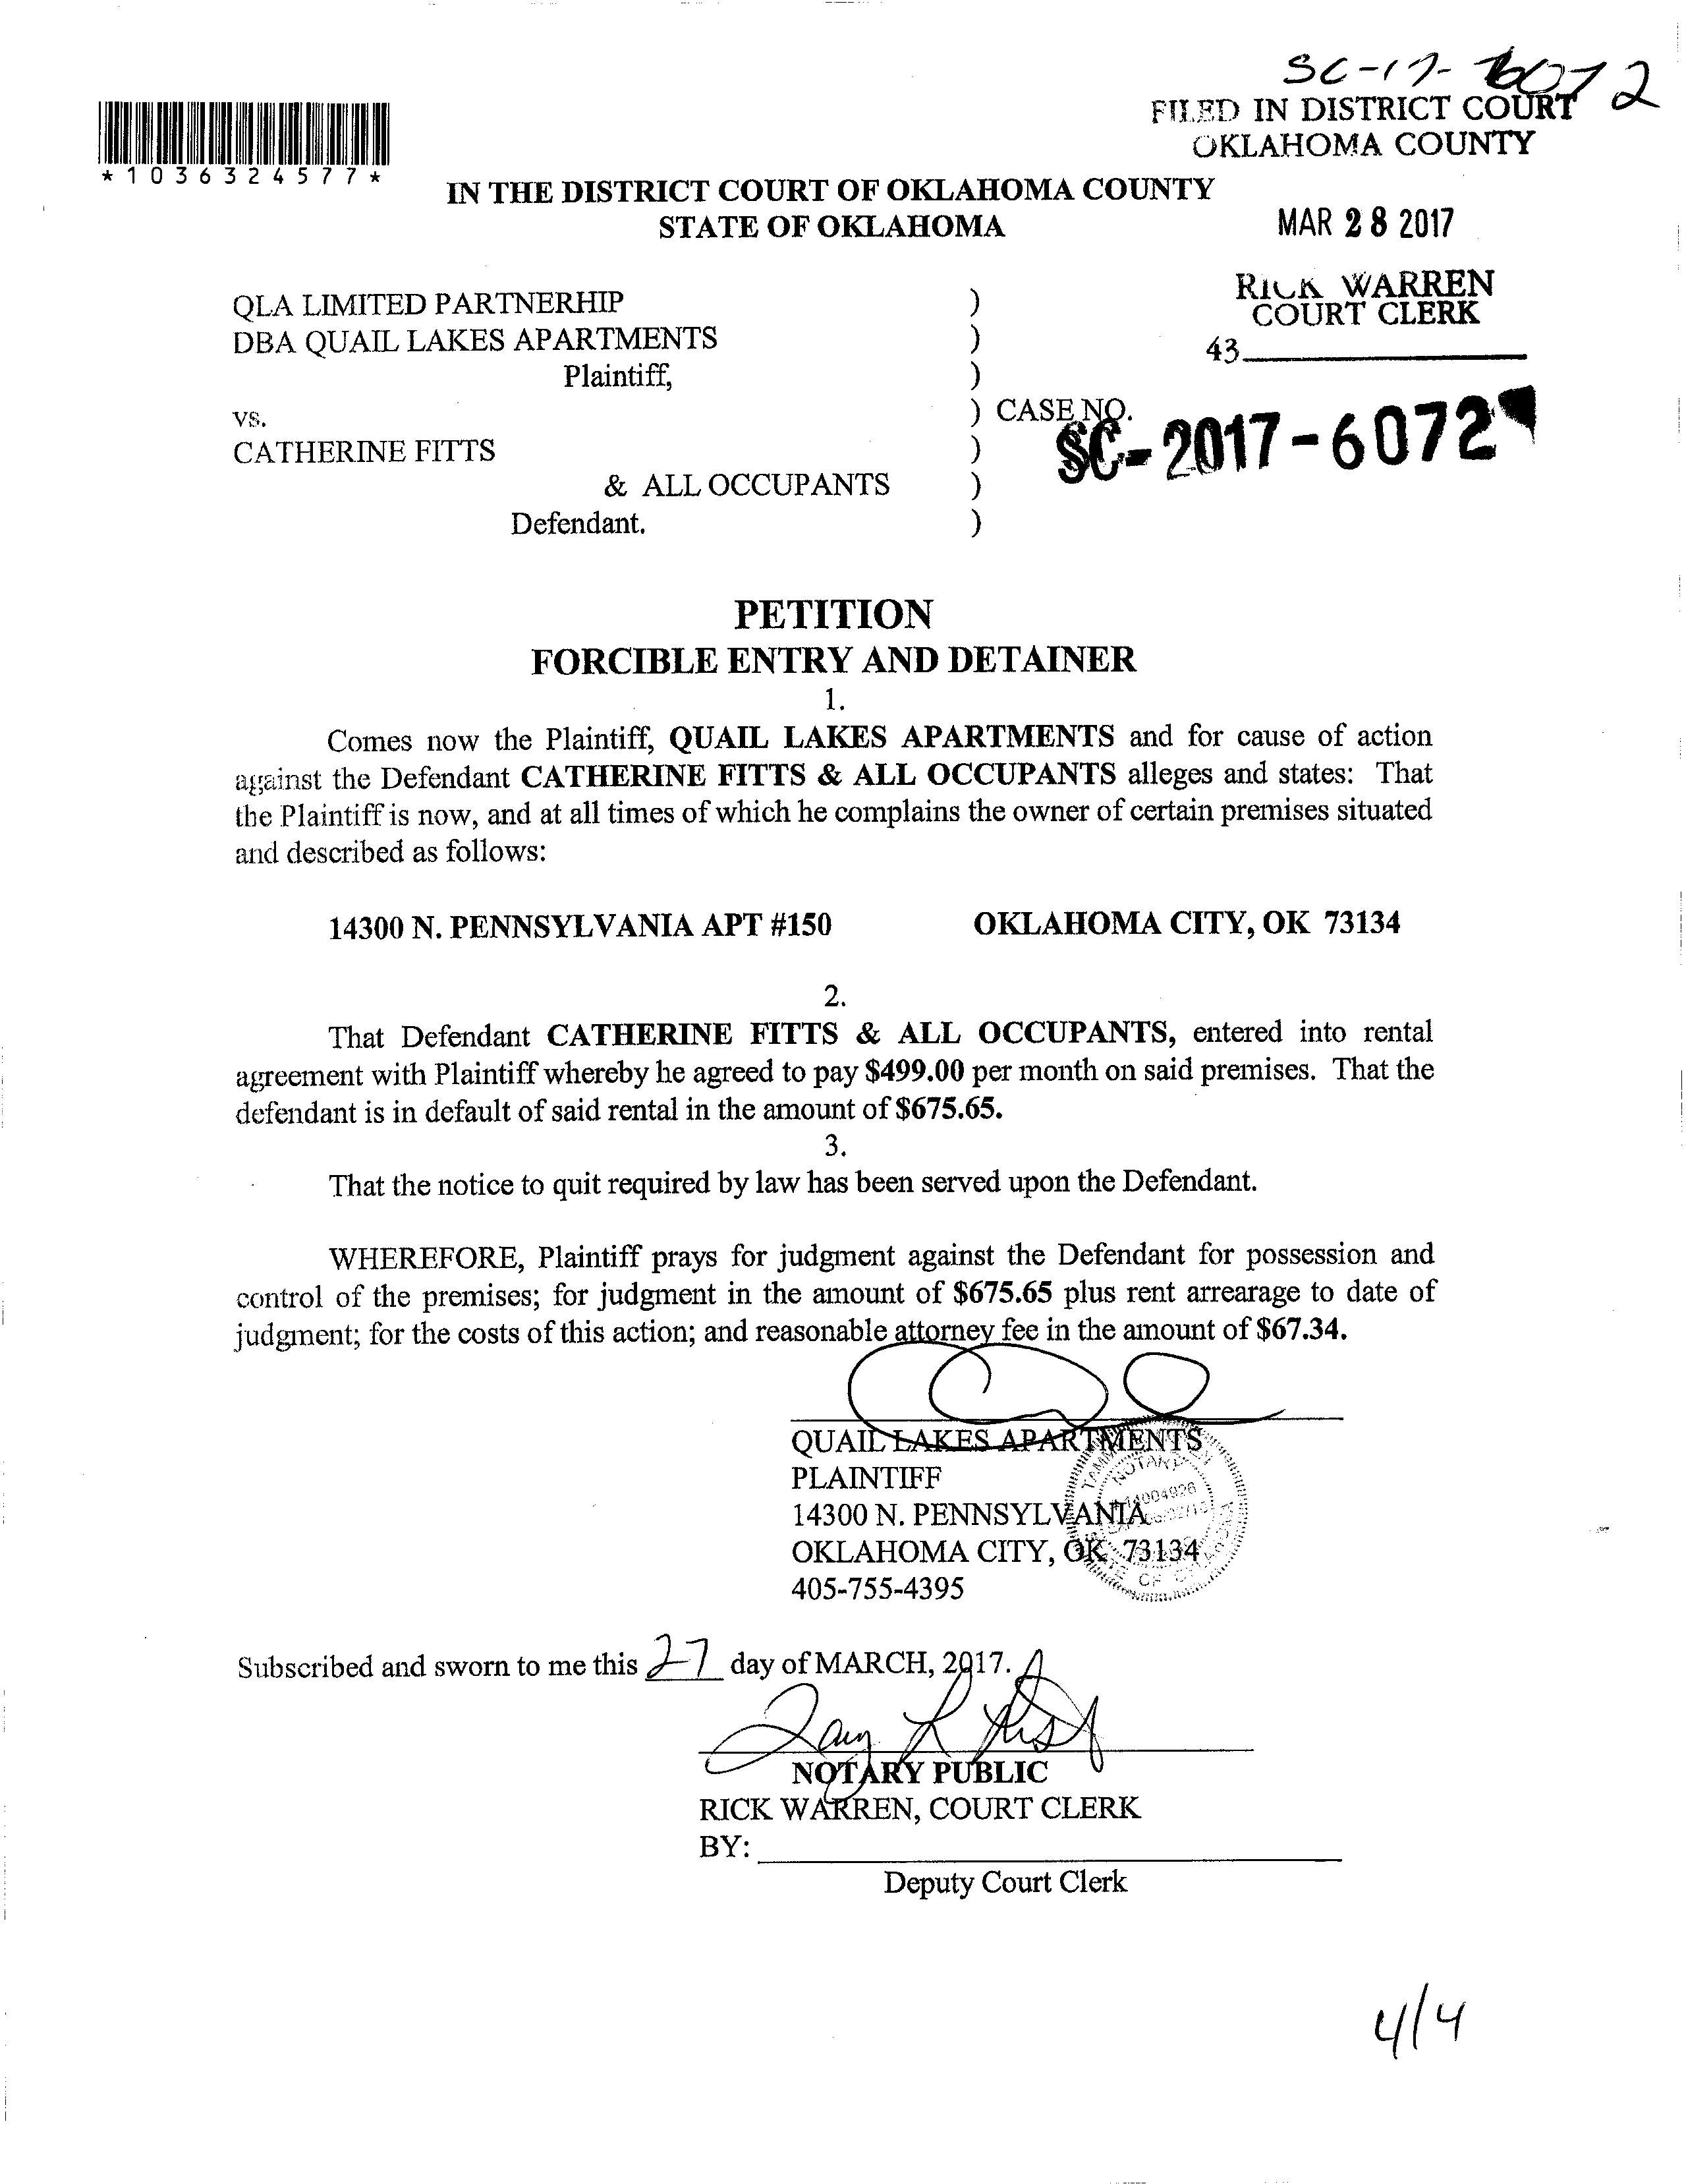 SC-17-6072
FILED IN DISTRICT COURT
OKLAHOMA COUNTY
*1036324577*
IN THE DISTRICT COURT OF OKLAHOMA COUNTY
STATE OF OKLAHOMA
MAR 28 2017
RICK WARREN
COURT CLERK
43
QLA LIMITED PARTNERHIP )
DBA QUAIL LAKES APARTMENTS )
Plaintiff, )
vs. ) CASE NO.
SC-2017-6072
CATHERINE FITTS )
& ALL OCCUPANTS )
Defendant. )
PETITION
FORCIBLE ENTRY AND DETAINER
1.
Comes now the Plaintiff, QUAIL LAKES APARTMENTS and for cause of action
against the Defendant CATHERINE FITTS & ALL OCCUPANTS alleges and states: That
the Plaintiff is now, and at all times of which he complains the owner of certain premises situated
and described as follows:
14300 N. PENNSYLVANIA APT #150 OKLAHOMA CITY, OK 73134
2.
That Defendant CATHERINE FITTS & ALL OCCUPANTS, entered into rental
agreement with Plaintiff whereby he agreed to pay $499.00 per month on said premises. That the
defendant is in default of said rental in the amount of $675.65.
3.
That the notice to quit required by law has been served upon the Defendant.
WHEREFORE, Plaintiff prays for judgment against the Defendant for possession and
control of the premises; for judgment in the amount of $675.65 plus rent arrearage to date of
judgment; for the costs of this action; and reasonable attorney fee in the amount of $67.34.
QUAIL LAKES APARTMENTS
PLAINTIFF
14300 N. PENNSYLVANIA
OKLAHOMA CITY, OK 73134
405-755-4395
Subscribed and sworn to me this 27 day of MARCH, 2017.
NOTARY PUBLIC
RICK WARREN, COURT CLERK
BY:
Deputy Court Clerk
4/4